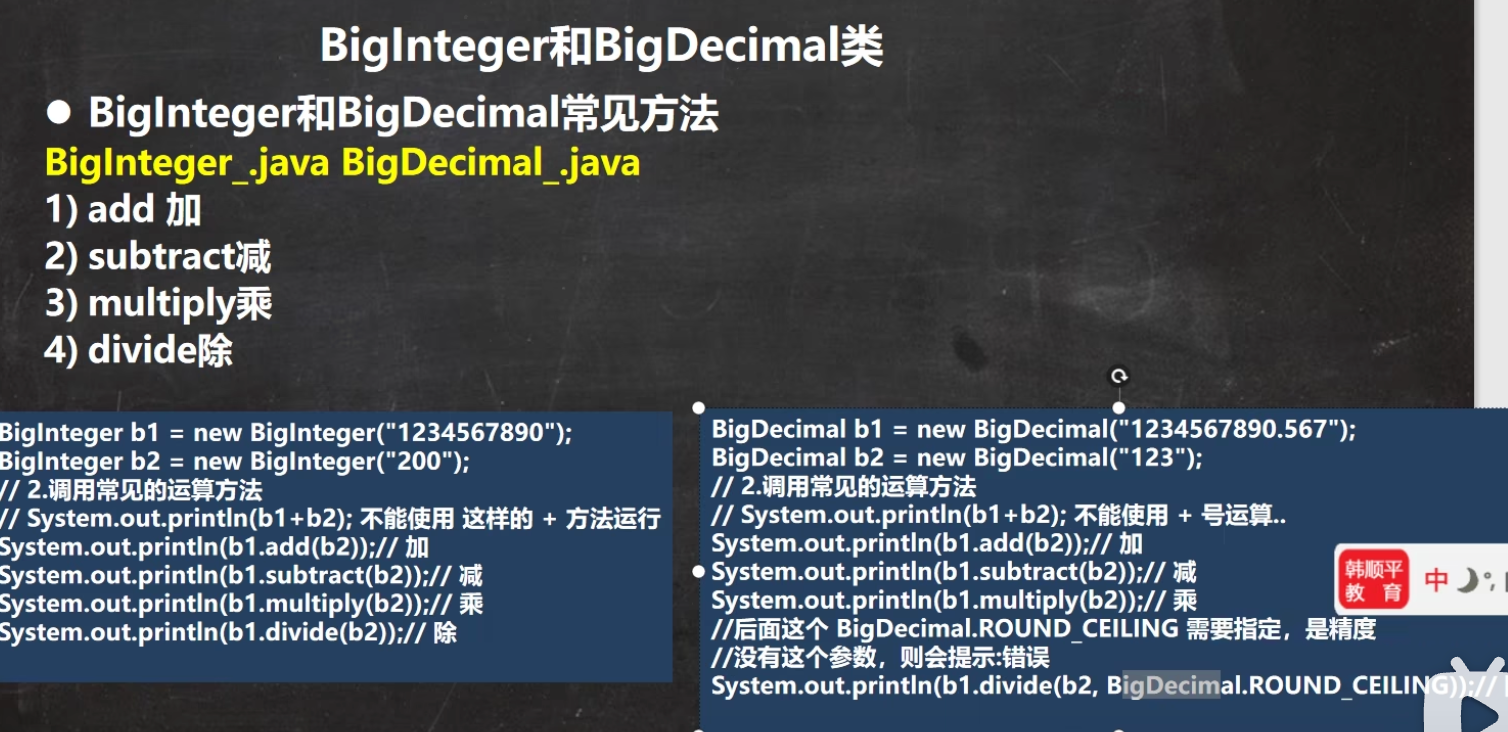 BigInteger和BigDecimal类
● BigInteger和BigDecimal常见方法
BigInteger_.java BigDecimal_.java
1) add 加
2) subtract减
3) multiply乘
4) divide除
BigInteger b1 = new BigInteger("1234567890");
BigInteger b2 = new BigInteger("200");
// 2.调用常见的运算方法
// System.out.println(b1+b2); 不能使用 这样的 + 方法运行
System.out.println(b1.add(b2));// 加
System.out.println(b1.subtract(b2));// 减
System.out.println(b1.multiply(b2));// 乘
System.out.println(b1.divide(b2));// 除
BigDecimal b1 = new BigDecimal("1234567890.567");
BigDecimal b2 = new BigDecimal("123");
// 2.调用常见的运算方法
// System.out.println(b1+b2); 不能使用 + 号运算..
System.out.println(b1.add(b2));// 加
System.out.println(b1.subtract(b2));// 减
System.out.println(b1.multiply(b2));// 乘
//后面这个 BigDecimal.ROUND_CEILING 需要指定，是精度
//没有这个参数，则会提示:错误
System.out.println(b1.divide(b2, BigDecimal.ROUND_CEILING));//
韩顺平
教 育
中